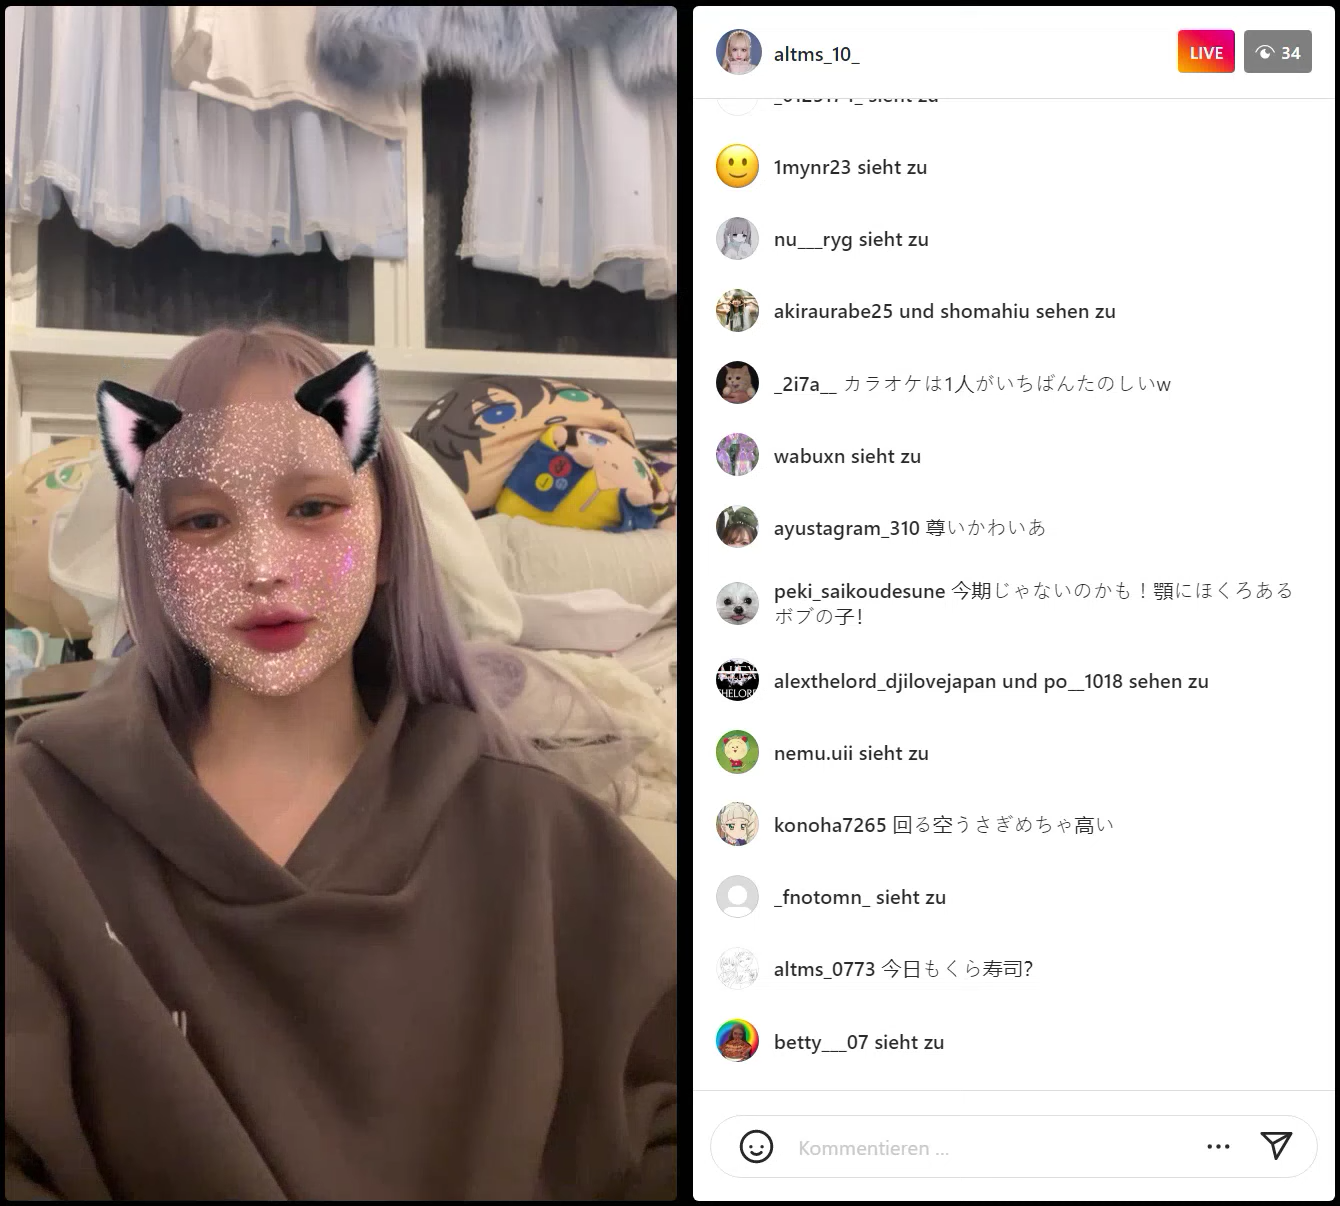 altms_10_
LIVE
34
1mynr23 sieht zu
nu___ryg sieht zu
akiraurabe25 und shomahiu sehen zu
_2i7a__ カラオケは1人がいちばんたのしいw
wabuxn sieht zu
ayustagram_310 尊いかわいあ
peki_saikoudesune 今期じゃないのかも！顎にほくろある
ボブの子！
alexthelord_djilovejapan und po__1018 sehen zu
nemu.uii sieht zu
konoha7265 回る空うさぎめちゃ高い
_fnotomn_ sieht zu
altms_0773 今日もくら寿司？
betty___07 sieht zu
Kommentieren ...